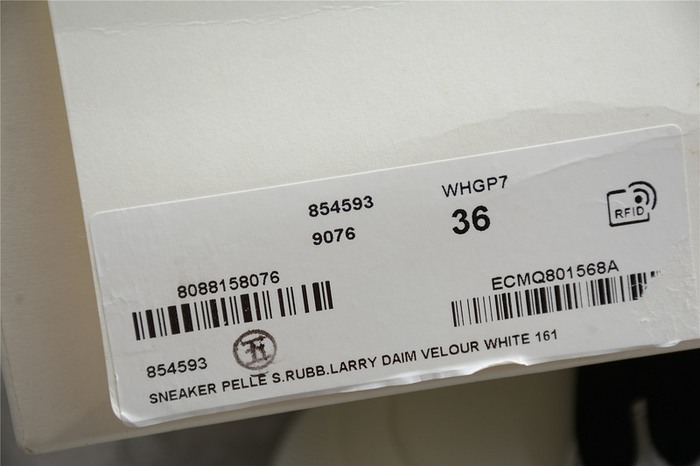 854593
WHGP7
9076
36
RFID
8088158076
ECMQ801568A
854593
SNEAKER PELLE S.RUBB.LARRY DAIM VELOUR WHITE 161